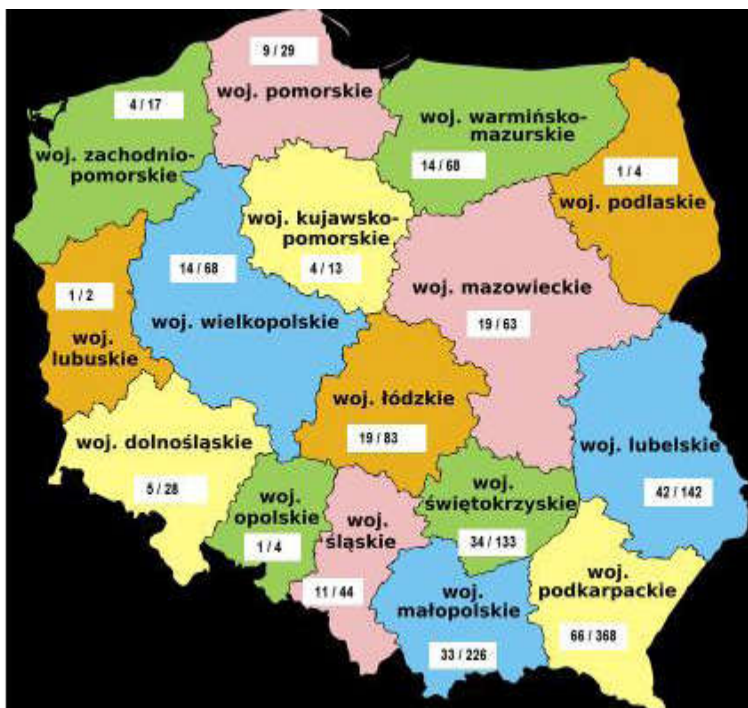 9 / 29
woj. pomorskie
4 / 17
woj. zachodnio-
pomorskie
woj. warmińsko-
mazurskie
14 / 68
1 / 4
woj. podlaskie
woj. kujawsko-
pomorskie
4 / 13
14 / 68
woj. wielkopolskie
woj. mazowieckie
19 / 63
1 / 2
woj.
lubuskie
woj. łódzkie
19 / 83
woj. dolnośląskie
5 / 28
woj. lubelskie
42 / 142
woj.
opolskie
1 / 4
woj.
śląskie
11 / 44
woj.
świętokrzyskie
34 / 133
woj.
małopolskie
33 / 226
woj.
podkarpackie
66 / 368